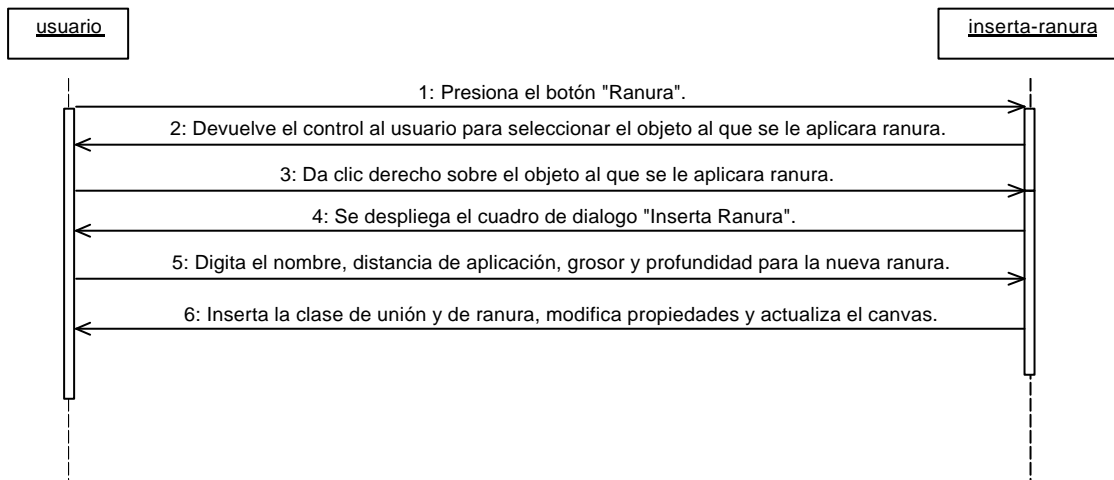 usuario
inserta-ranura
1: Presiona el botón "Ranura".
2: Devuelve el control al usuario para seleccionar el objeto al que se le aplicara ranura.
3: Da clic derecho sobre el objeto al que se le aplicara ranura.
4: Se despliega el cuadro de dialogo "Inserta Ranura".
5: Digita el nombre, distancia de aplicación, grosor y profundidad para la nueva ranura.
6: Inserta la clase de unión y de ranura, modifica propiedades y actualiza el canvas.